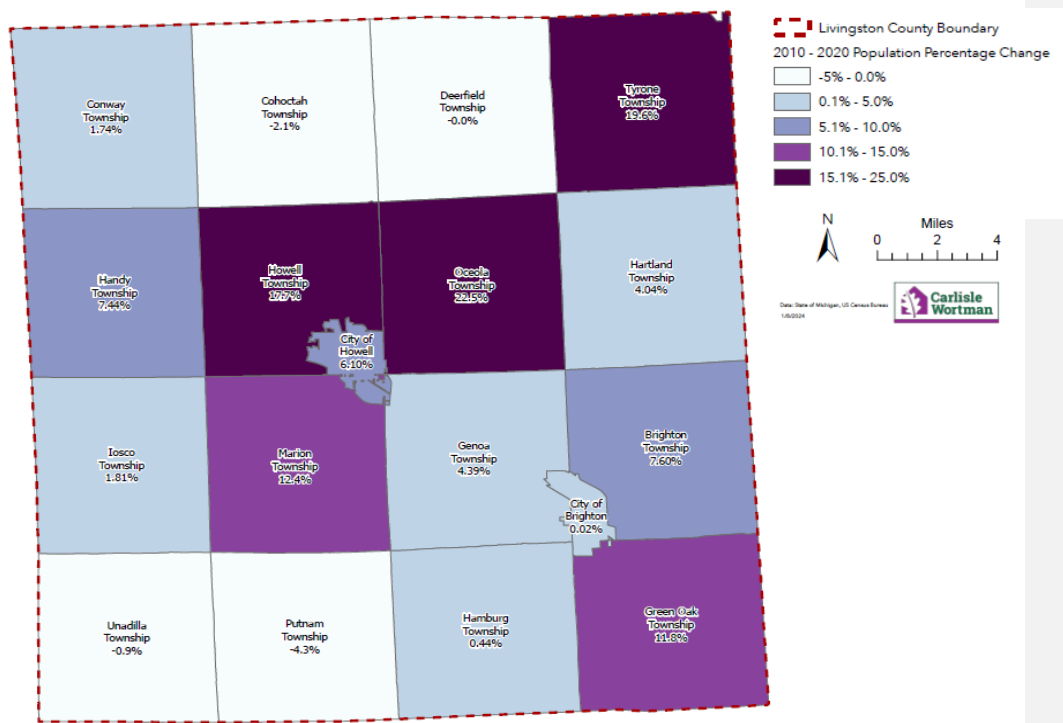 Conway
Township
1.74%
Cohoctah
Township
-2.1%
Deerfield
Township
-0.0%
Tyrone
Township
19.6%
Handy
Township
7.44%
Howell
Township
17.7%
Oceola
Township
22.5%
Hartland
Township
4.04%
City of
Howell
6.10%
Iosco
Township
1.81%
Marion
Township
12.4%
Genoa
Township
4.39%
Brighton
Township
7.60%
City of
Brighton
0.02%
Unadilla
Township
-0.9%
Putnam
Township
-4.3%
Hamburg
Township
0.44%
Green Oak
Township
11.8%
Livingston County Boundary
2010 - 2020 Population Percentage Change
-5% - 0.0%
0.1% - 5.0%
5.1% - 10.0%
10.1% - 15.0%
15.1% - 25.0%
N
Miles
0 2 4
Data: State of Michigan, US Census Bureau
1/6/2024
Carlisle
Wortman